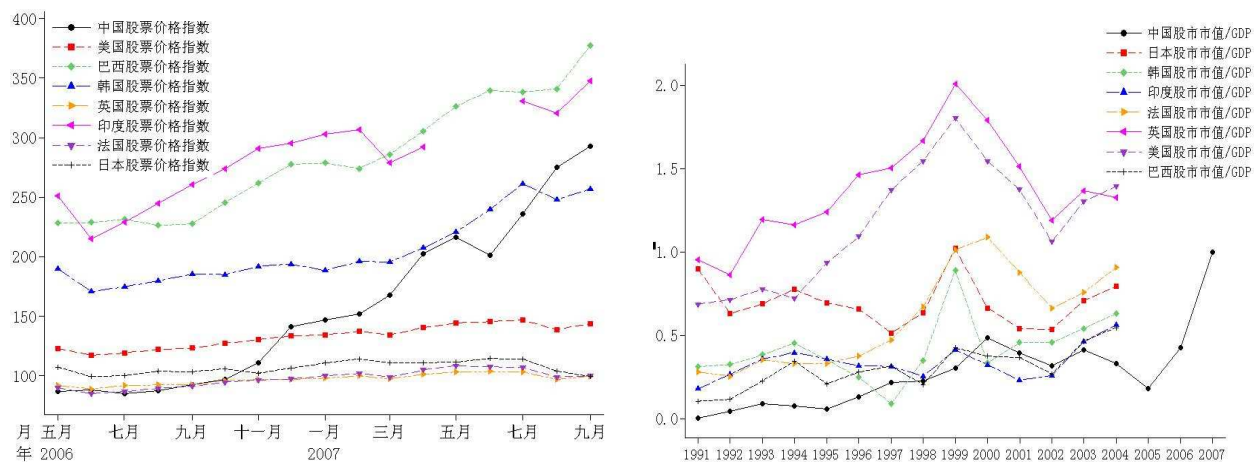 400
350
300
250
200
150
100
中国股票价格指数
美国股票价格指数
巴西股票价格指数
韩国股票价格指数
英国股票价格指数
印度股票价格指数
法国股票价格指数
日本股票价格指数
月 五月 七月 九月 十一月 一月 三月 五月 七月 九月
年 2006 2007
中国股市市值/GDP
日本股市市值/GDP
韩国股市市值/GDP
印度股市市值/GDP
法国股市市值/GDP
英国股市市值/GDP
美国股市市值/GDP
巴西股市市值/GDP
2.0
1.5
1.0
0.5
0.0
1991 1992 1993 1994 1995 1996 1997 1998 1999 2000 2001 2002 2003 2004 2005 2006 2007